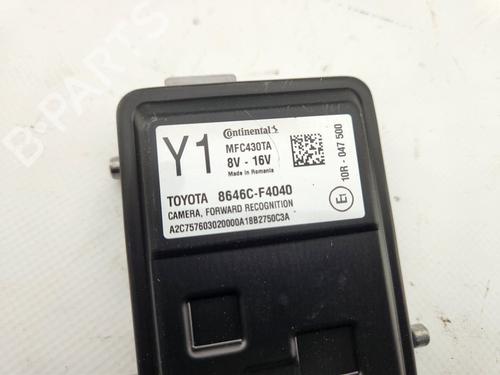 B-PARTS
Y1
Continental
MFC430TA
8V - 16V
Made in Romania
10R - 047 500
E1
TOYOTA 8646C-F4040
CAMERA, FORWARD RECOGNITION
A2C757603020000A18B2750C3A